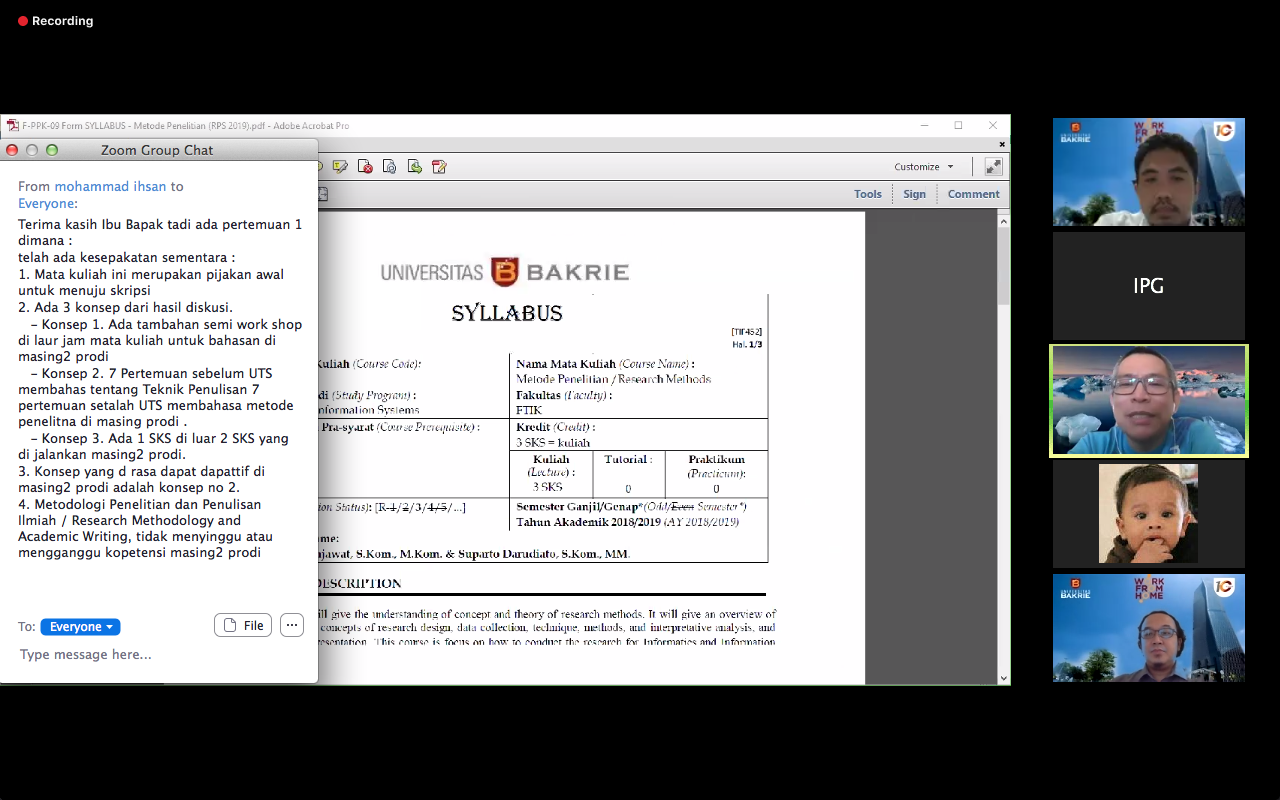 Recording
F-PPK-09 Form SYLLABUS - Metode Penelitian (RPS 2019).pdf - Adobe Acrobat Pro
Zoom Group Chat
Customize
Tools
Sign
Comment
From mohammad ihsan to
Everyone:
Terima kasih Ibu Bapak tadi ada pertemuan 1
dimana :
telah ada kesepakatan sementara :
1. Mata kuliah ini merupakan pijakan awal
untuk menuju skripsi
2. Ada 3 konsep dari hasil diskusi.
– Konsep 1. Ada tambahan semi work shop
di laur jam mata kuliah untuk bahasan di
masing2 prodi
– Konsep 2. 7 Pertemuan sebelum UTS
membahas tentang Teknik Penulisan 7
pertemuan setalah UTS membahasa metode
penelitna di masing prodi .
– Konsep 3. Ada 1 SKS di luar 2 SKS yang
di jalankan masing2 prodi.
3. Konsep yang d rasa dapat dapattif di
masing2 prodi adalah konsep no 2.
4. Metodologi Penelitian dan Penulisan
Ilmiah / Research Methodology and
Academic Writing, tidak menyinggu atau
mengganggu kopetensi masing2 prodi
To: Everyone
File
Type message here...
UNIVERSITAS BAKRIE
SYLLABUS
[TIF452]
Hal. 1/3
Kuliah (Course Code):
Nama Mata Kuliah (Course Name) :
Metode Penelitian / Research Methods
di (Study Program) :
Fakultas (Faculty) :
nformation Systems
FTIK
Pra-syarat (Course Prerequisite) :
Kredit (Credit) :
3 SKS = kuliah
Kuliah
(Lecture) :
3 SKS
Tutorial :
0
Praktikum
(Practicum):
0
ion Status): [R-1/2/3/4/5/...]
Semester Ganjil/Genap*(Odd/Even Semester*)
Tahun Akademik 2018/2019 (AY 2018/2019)
me:
njawat, S.Kom., M.Kom. & Suparto Darudiato, S.Kom., MM.
DESCRIPTION
ill give the understanding of concept and theory of research methods. It will give an overview of
concepts of research design, data collection, technique, methods, and interpretative analysis, and
resentation. This course is focus on how to conduct the research for Informatics and Information
UNIVERSITAS
BAKRIE
WORK
FROM
IPG
UNIVERSITAS
BAKRIE
WORK
FROM
HOME